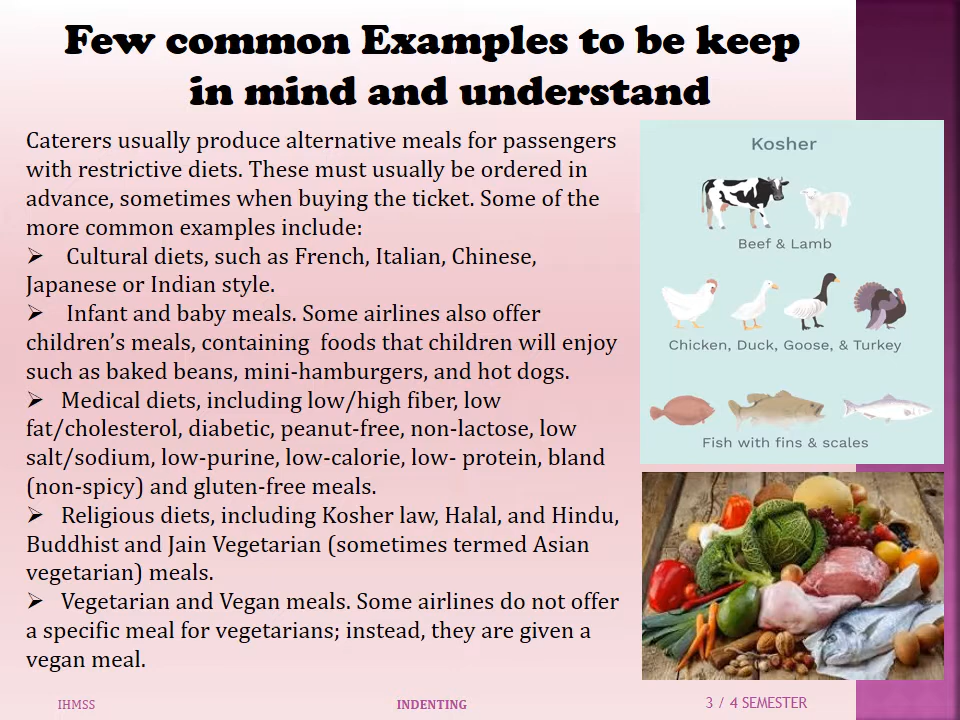 Few common Examples to be keep
in mind and understand
Caterers usually produce alternative meals for passengers
with restrictive diets. These must usually be ordered in
advance, sometimes when buying the ticket. Some of the
more common examples include:
➢ Cultural diets, such as French, Italian, Chinese,
Japanese or Indian style.
➢ Infant and baby meals. Some airlines also offer
children’s meals, containing  foods that children will enjoy
such as baked beans, mini-hamburgers, and hot dogs.
➢ Medical diets, including low/high fiber, low
fat/cholesterol, diabetic, peanut-free, non-lactose, low
salt/sodium, low-purine, low-calorie, low- protein, bland
(non-spicy) and gluten-free meals.
➢ Religious diets, including Kosher law, Halal, and Hindu,
Buddhist and Jain Vegetarian (sometimes termed Asian
vegetarian) meals.
➢ Vegetarian and Vegan meals. Some airlines do not offer
a specific meal for vegetarians; instead, they are given a
vegan meal.
Kosher
Beef & Lamb
Chicken, Duck, Goose, & Turkey
Fish with fins & scales
IHMSS
INDENTING
3 / 4 SEMESTER